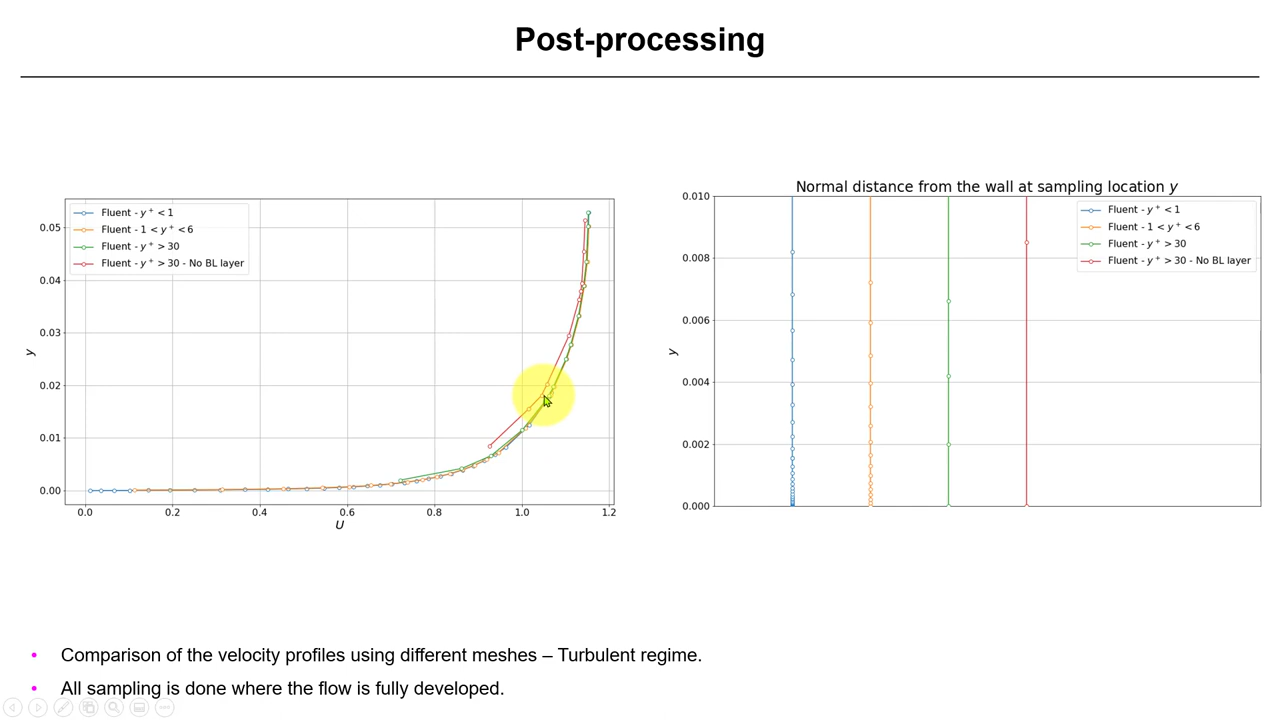 Post-processing
Fluent - y⁺ < 1
Fluent - 1 < y⁺ < 6
Fluent - y⁺ > 30
Fluent - y⁺ > 30 - No BL layer
0.05
0.04
0.03
0.02
0.01
0.00
y
0.0 0.2 0.4 0.6 0.8 1.0 1.2
U
Normal distance from the wall at sampling location y
Fluent - y⁺ < 1
Fluent - 1 < y⁺ < 6
Fluent - y⁺ > 30
Fluent - y⁺ > 30 - No BL layer
0.010
0.008
0.006
0.004
0.002
0.000
y
• Comparison of the velocity profiles using different meshes – Turbulent regime.
• All sampling is done where the flow is fully developed.